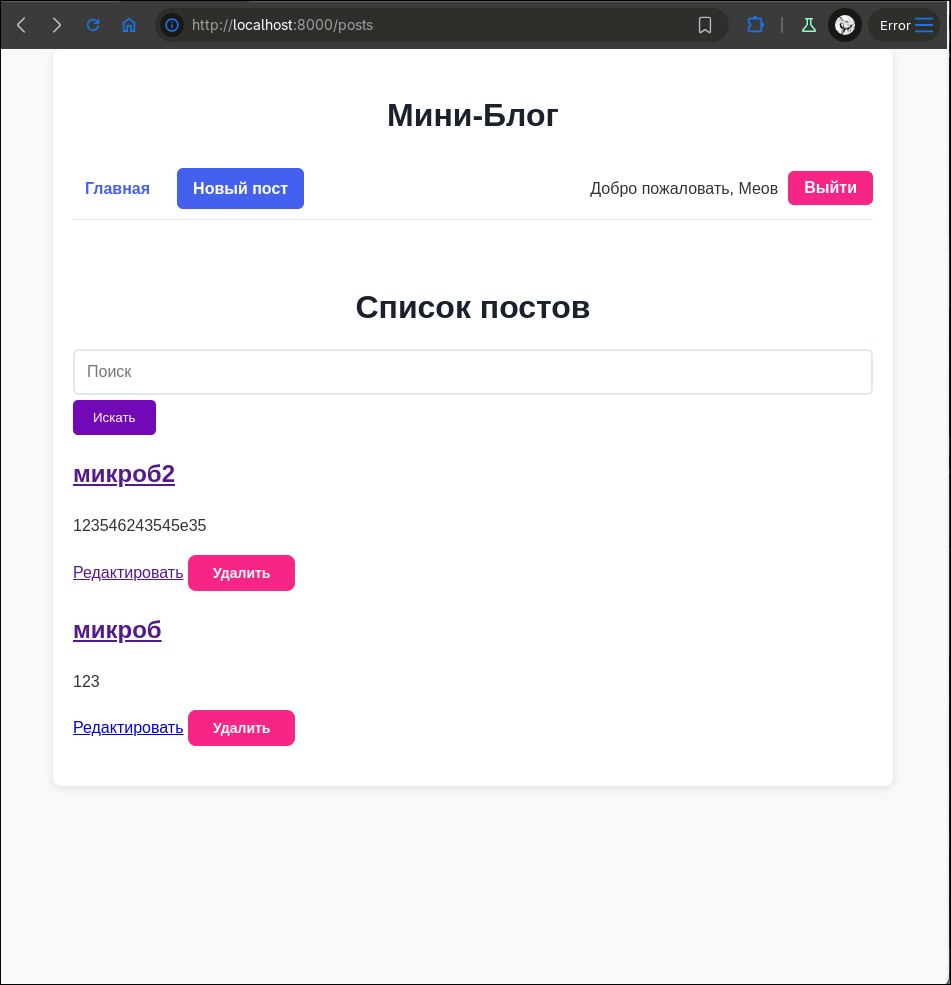 http://localhost:8000/posts
Error
Мини-Блог
Главная Новый пост Добро пожаловать, Меов Выйти
Список постов
Поиск
Искать
микроб2
123546243545е35
Редактировать Удалить
микроб
123
Редактировать Удалить